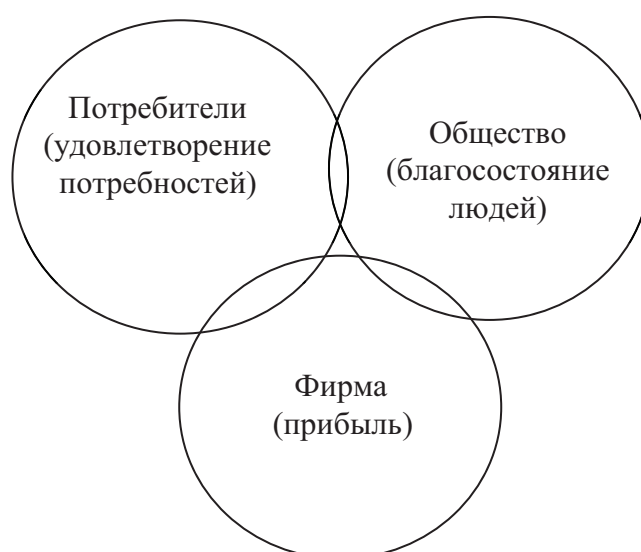 Потребители
(удовлетворение
потребностей)
Общество
(благосостояние
людей)
Фирма
(прибыль)